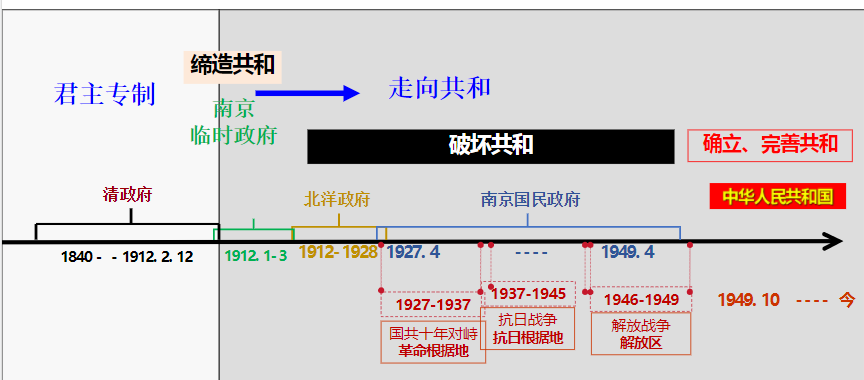 缔造共和
君主专制
走向共和
南京
临时政府
破坏共和
确立、完善共和
清政府
北洋政府
南京国民政府
中华人民共和国
1840- - 1912. 2. 12
1912. 1-3
1912-1928
1927. 4
----
1949. 4
1927-1937
1937-1945
1946-1949
1949. 10 ---- 今
国共十年对峙
革命根据地
抗日战争
抗日根据地
解放战争
解放区